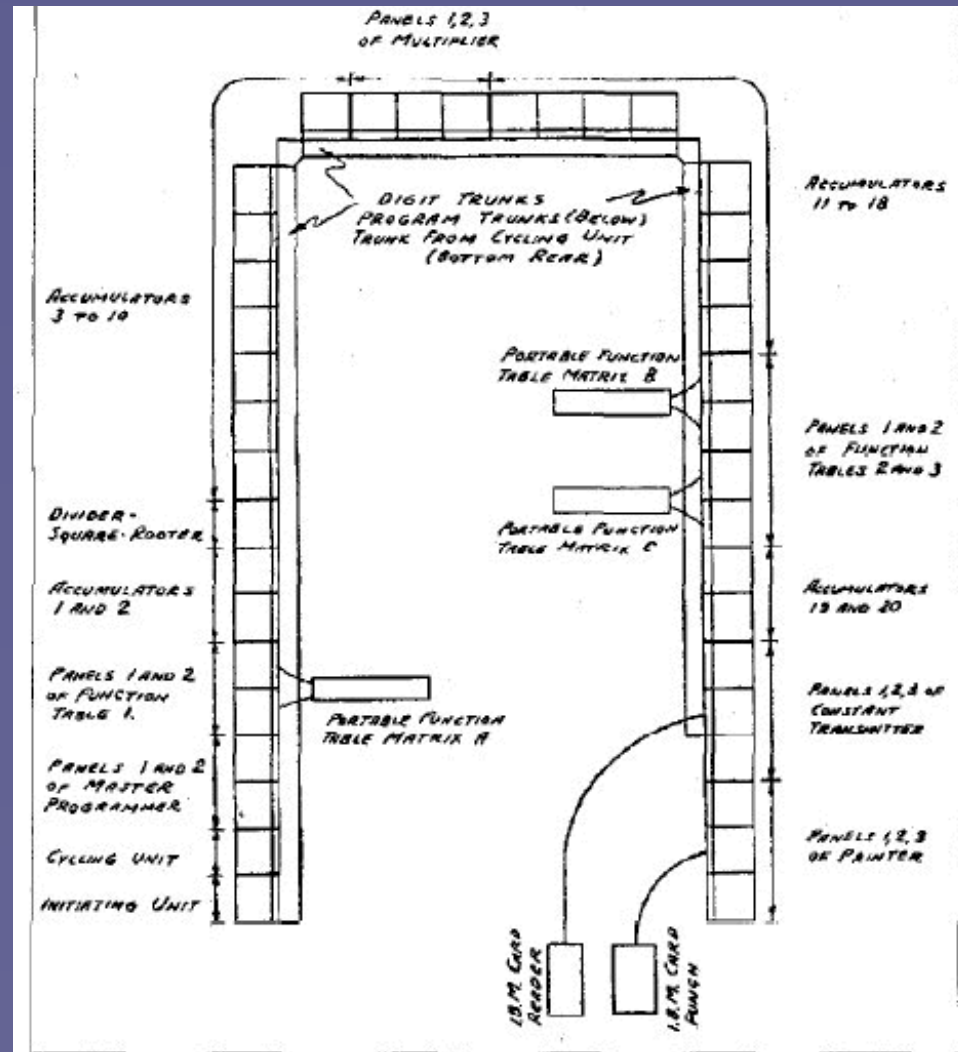 PANELS 1,2,3
OF MULTIPLIER
DIGIT TRUNKS
PROGRAM TRUNKS (BELOW)
TRUNK FROM CYCLING UNIT
(BOTTOM REAR)
ACCUMULATORS
3 TO 10
DIVIDER-
SQUARE-ROOTER
ACCUMULATORS
1 AND 2
PANELS 1 AND 2
OF FUNCTION
TABLE 1.
PANELS 1 AND 2
OF MASTER
PROGRAMMER
CYCLING UNIT
INITIATING UNIT
PORTABLE FUNCTION
TABLE MATRIX A
PORTABLE FUNCTION
TABLE MATRIX B
PORTABLE FUNCTION
TABLE MATRIX C
ACCUMULATORS
11 TO 18
PANELS 1 AND 2
OF FUNCTION
TABLES 2 AND 3
ACCUMULATORS
19 AND 20
PANELS 1,2,3 OF
CONSTANT
TRANSMITTER
PANELS 1,2,3
OF PRINTER
I.B.M. CARD
READER
I.B.M. CARD
PUNCH